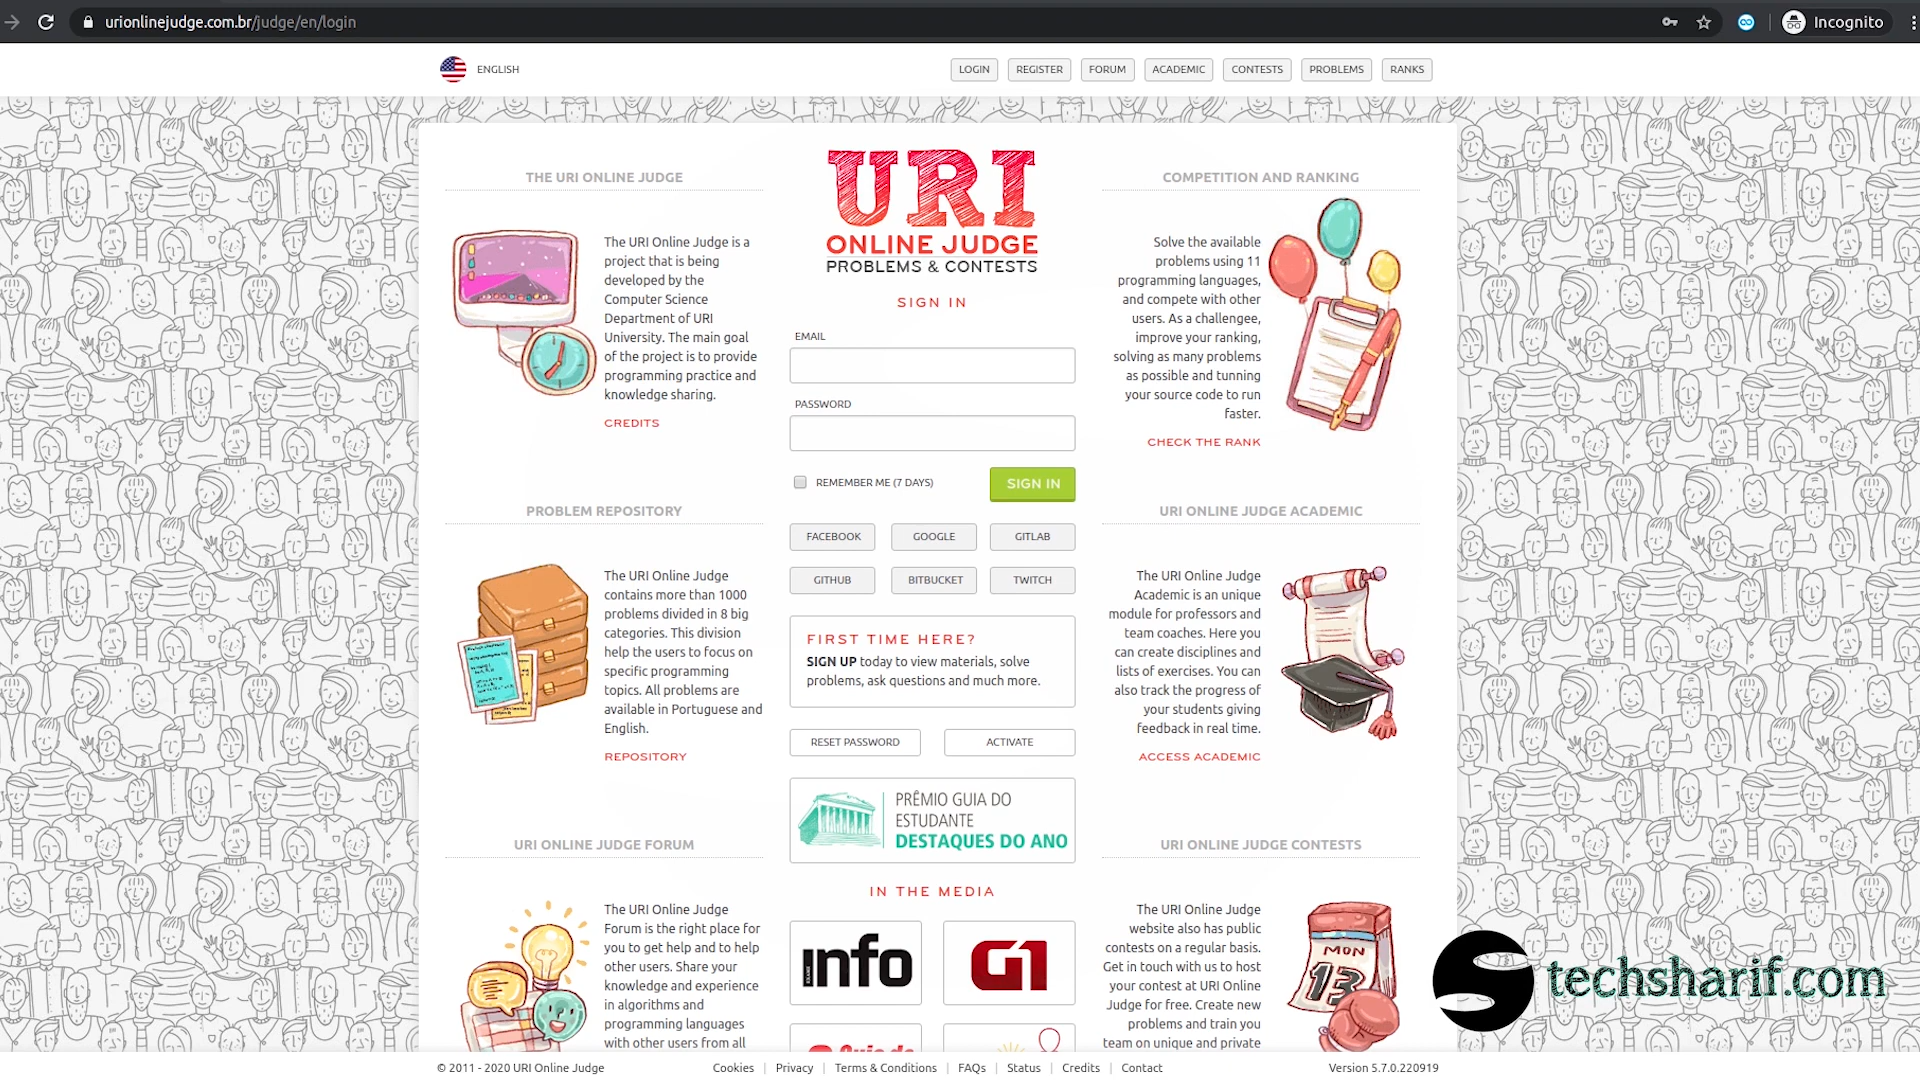 urionlinejudge.com.br/judge/en/login
Incognito
ENGLISH
LOGIN
REGISTER
FORUM
ACADEMIC
CONTESTS
PROBLEMS
RANKS
THE URI ONLINE JUDGE
The URI Online Judge is a
project that is being
developed by the
Computer Science
Department of URI
University. The main goal
of the project is to provide
programming practice and
knowledge sharing.
CREDITS
PROBLEM REPOSITORY
The URI Online Judge
contains more than 1000
problems divided in 8 big
categories. This division
help the users to focus on
specific programming
topics. All problems are
available in Portuguese and
English.
REPOSITORY
URI ONLINE JUDGE FORUM
The URI Online Judge
Forum is the right place for
you to get help and to help
other users. Share your
knowledge and experience
in algorithms and
programming languages
with other users from all
URI
ONLINE JUDGE
PROBLEMS & CONTESTS
SIGN IN
EMAIL
PASSWORD
REMEMBER ME (7 DAYS)
SIGN IN
FACEBOOK
GOOGLE
GITLAB
GITHUB
BITBUCKET
TWITCH
FIRST TIME HERE?
SIGN UP today to view materials, solve
problems, ask questions and much more.
RESET PASSWORD
ACTIVATE
PRÊMIO GUIA DO
ESTUDANTE
DESTAQUES DO ANO
IN THE MEDIA
info
G1
COMPETITION AND RANKING
Solve the available
problems using 11
programming languages,
and compete with other
users. As a challengee,
improve your ranking,
solving as many problems
as possible and tunning
your source code to run
faster.
CHECK THE RANK
URI ONLINE JUDGE ACADEMIC
The URI Online Judge
Academic is an unique
module for professors and
team coaches. Here you
can create disciplines and
lists of exercises. You can
also track the progress of
your students giving
feedback in real time.
ACCESS ACADEMIC
URI ONLINE JUDGE CONTESTS
The URI Online Judge
website also has public
contests on a regular basis.
Get in touch with us to host
your contest at URI Online
Judge for free. Create new
problems and train you
team on unique and private
MON
13
techsharif.com
© 2011 - 2020 URI Online Judge
Cookies
Privacy
Terms & Conditions
FAQs
Status
Credits
Contact
Version 5.7.0.220919